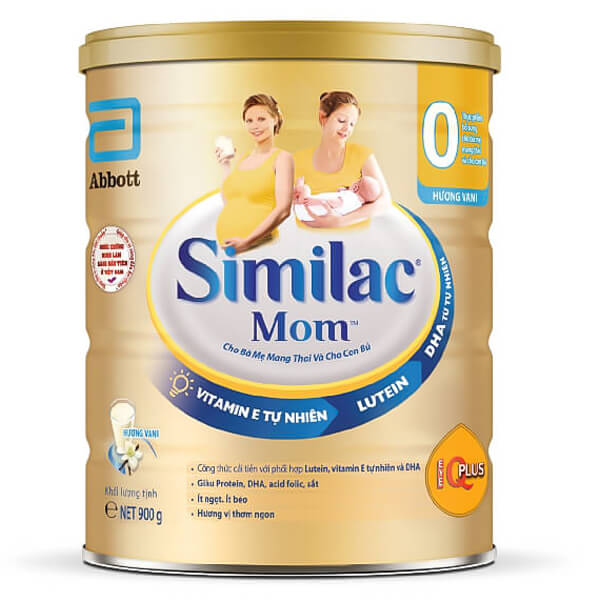 Abbott
0
HƯƠNG VANI
Similac®
Mom™
Cho Bà Mẹ Mang Thai Và Cho Con Bú
VITAMIN E TỰ NHIÊN
LUTEIN
DHA TỪ TỰ NHIÊN
HƯƠNG VANI
EYE
IQ PLUS
• Công thức cải tiến với phối hợp Lutein, vitamin E tự nhiên và DHA
• Giàu Protein, DHA, acid folic, sắt
• Ít ngọt. Ít béo
• Hương vị thơm ngon
Khối lượng tịnh
℮ NET 900 g